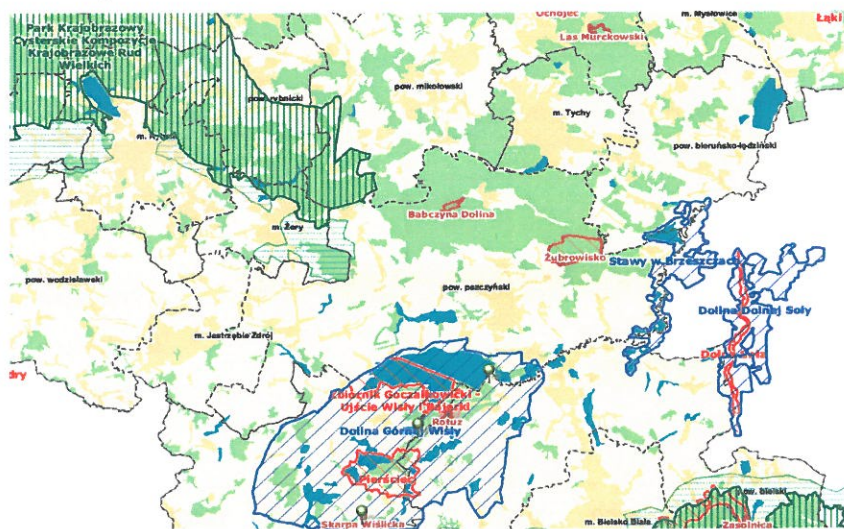 Ochojec
m. Mysłowice
Łąki
Las Murckowski
Park Krajobrazowy
Cysterskie Kompozycje
Krajobrazowe Rud
Wielkich
pow. mikołowski
pow. rybnicki
m. Tychy
pow. bieruńsko-lędziński
Babczyna Dolina
m. Żory
Żubrowisko
Stawy w Brzeszczach
pow. wodzisławski
pow. pszczyński
Dolina Dolnej Soły
m. Jastrzębie Zdrój
Zbiornik Goczałkowicki -
Ujście Wisły i Bajerki
Rotuz
Dolina Górnej Wisły
Pierściec
pow. bielski
Skarpa Wiślicka
m. Bielsko Biała
Zasolnica